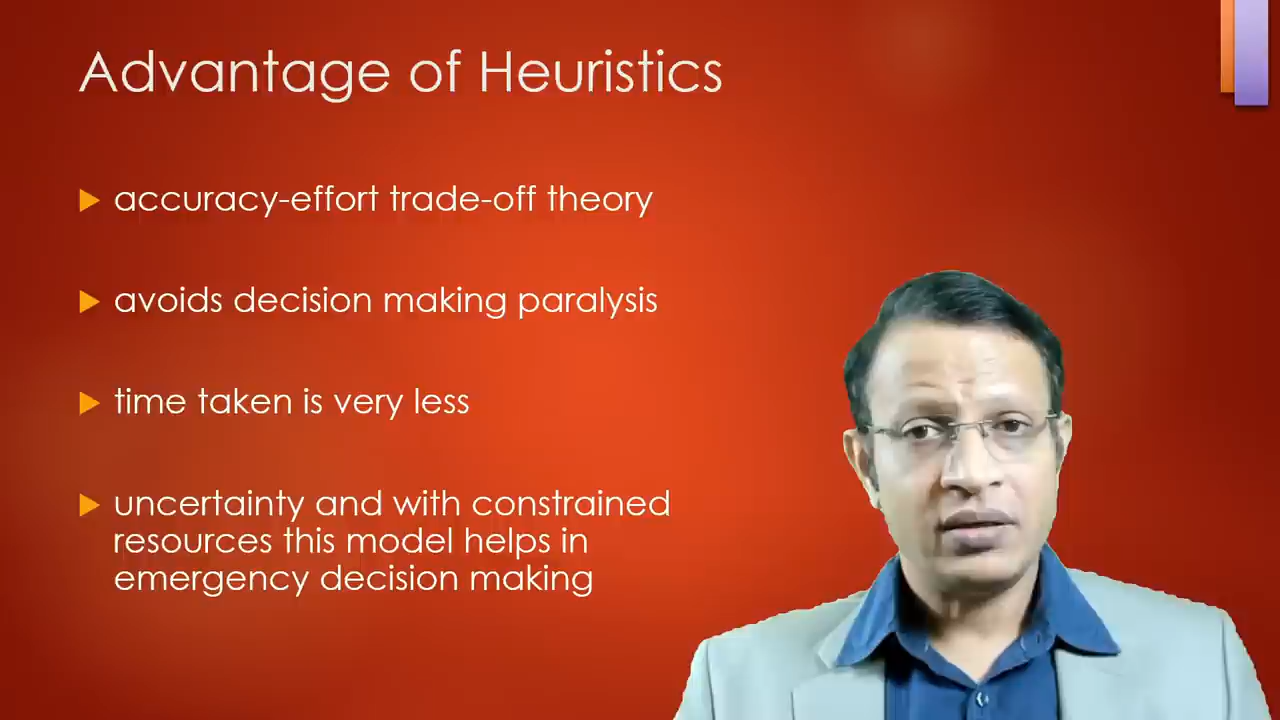 Advantage of Heuristics
accuracy-effort trade-off theory
avoids decision making paralysis
time taken is very less
uncertainty and with constrained
resources this model helps in
emergency decision making